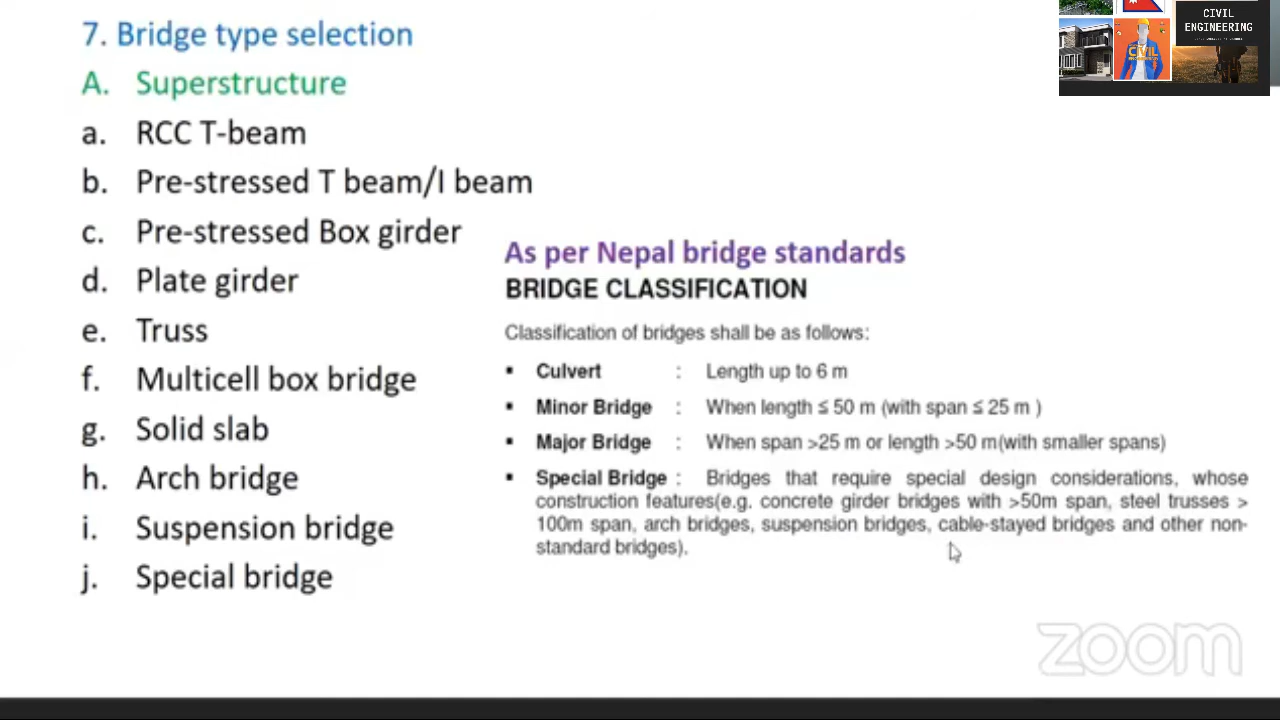 7. Bridge type selection
A. Superstructure
a. RCC T-beam
b. Pre-stressed T beam/I beam
c. Pre-stressed Box girder
d. Plate girder
e. Truss
f. Multicell box bridge
g. Solid slab
h. Arch bridge
i. Suspension bridge
j. Special bridge
As per Nepal bridge standards
BRIDGE CLASSIFICATION
Classification of bridges shall be as follows:
▪ Culvert : Length up to 6 m
▪ Minor Bridge : When length ≤ 50 m (with span ≤ 25 m )
▪ Major Bridge : When span >25 m or length >50 m(with smaller spans)
▪ Special Bridge : Bridges that require special design considerations, whose
construction features(e.g. concrete girder bridges with >50m span, steel trusses >
100m span, arch bridges, suspension bridges, cable-stayed bridges and other non-
standard bridges).
CIVIL
ENGINEERING
CIVIL
zoom